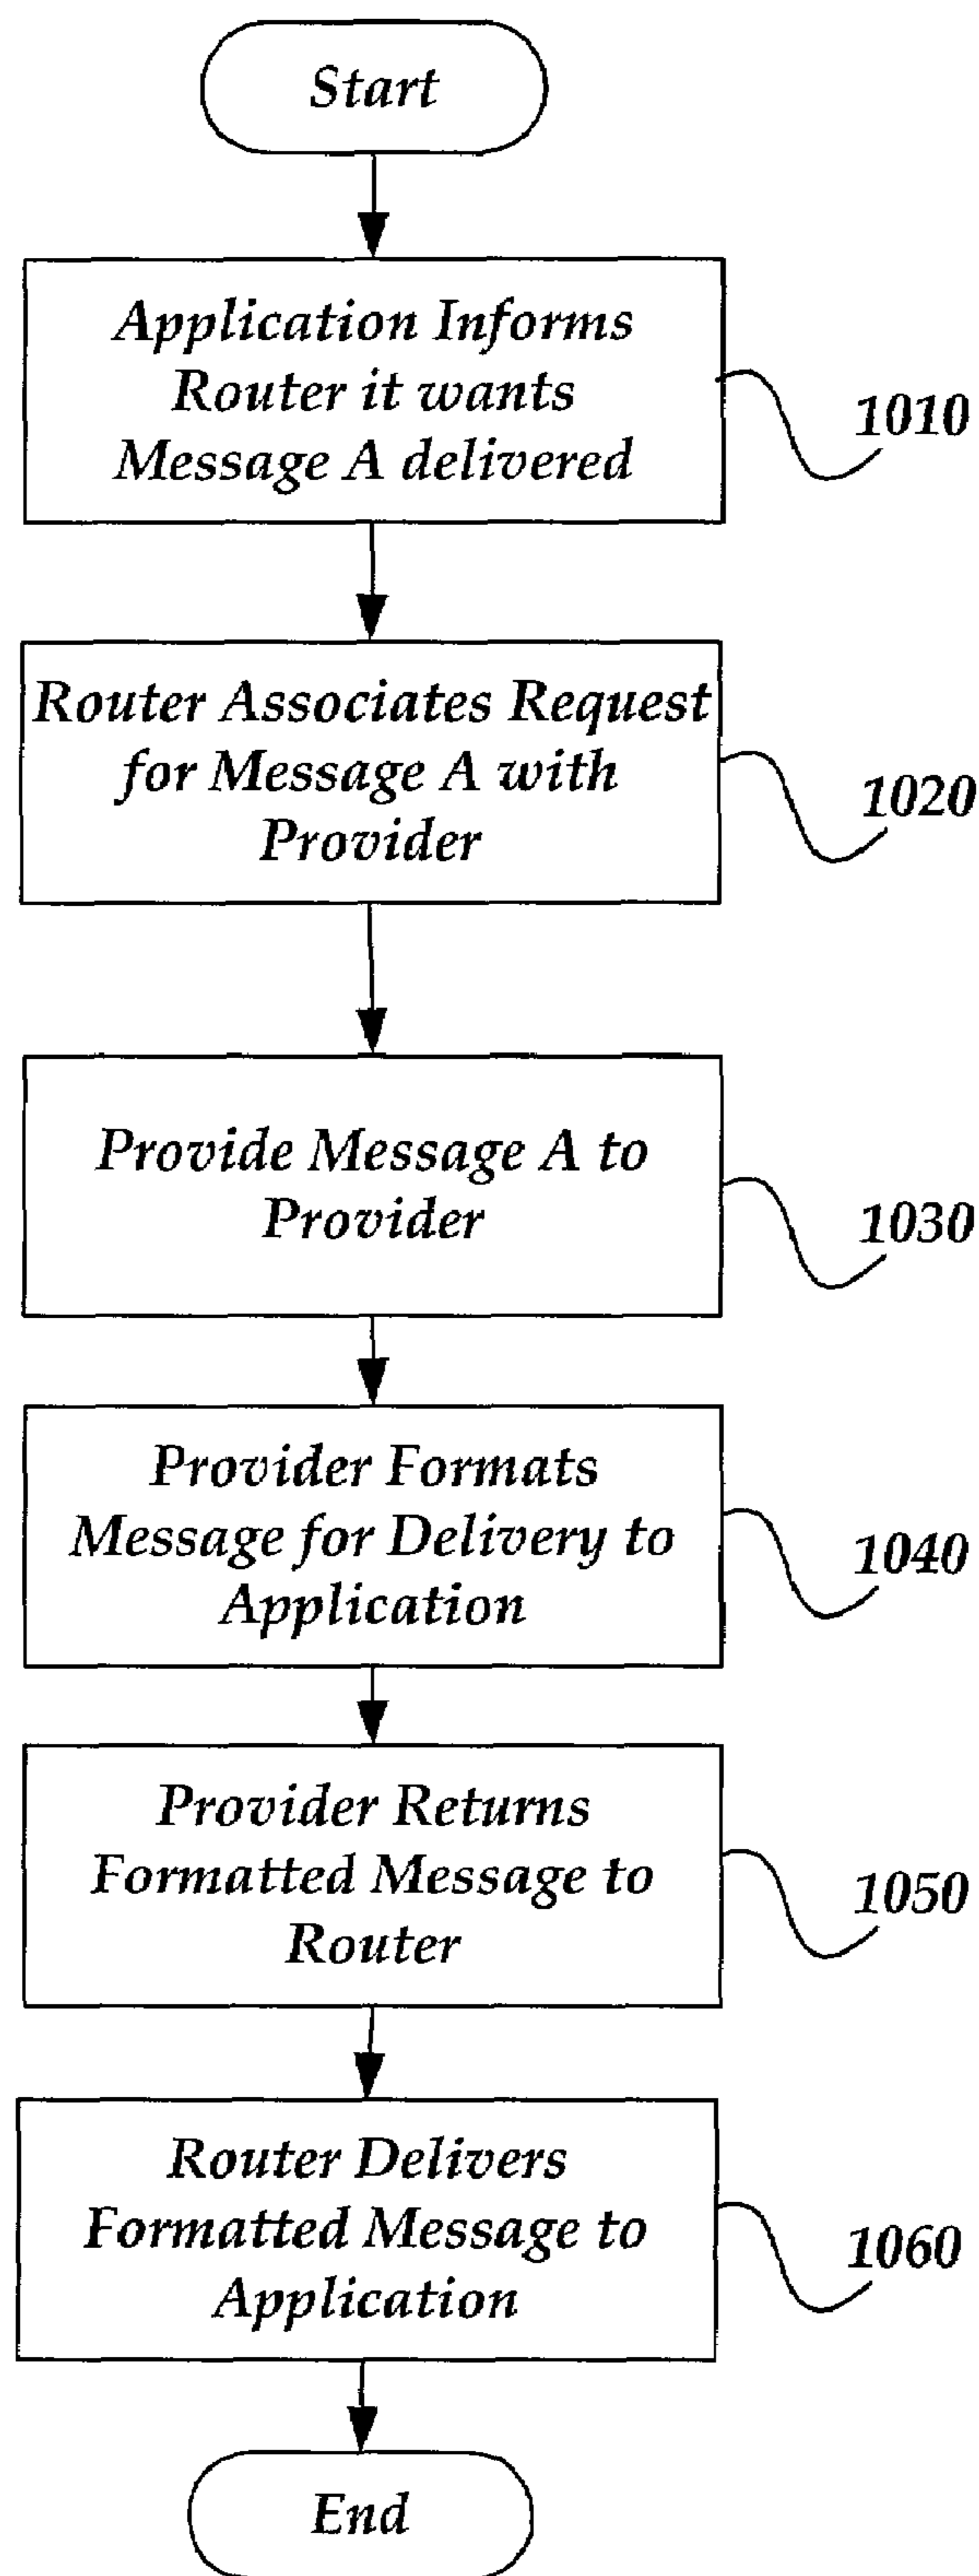 Start
Application Informs
Router it wants
Message A delivered
1010
Router Associates Request
for Message A with
Provider
1020
Provide Message A to
Provider
1030
Provider Formats
Message for Delivery to
Application
1040
Provider Returns
Formatted Message to
Router
1050
Router Delivers
Formatted Message to
Application
1060
End